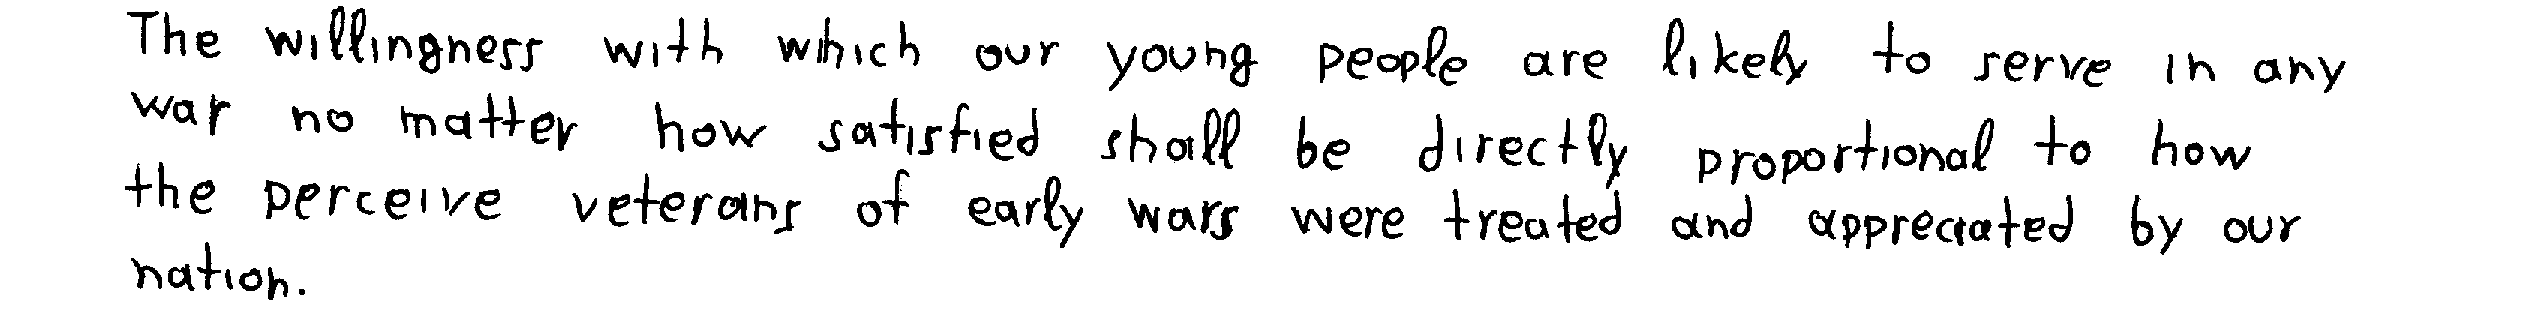 The willingness with which our young people are likely to serve in any
war no matter how satisfied shall be directly proportional to how
the perceive veterans of early wars were treated and appreciated by our
nation.